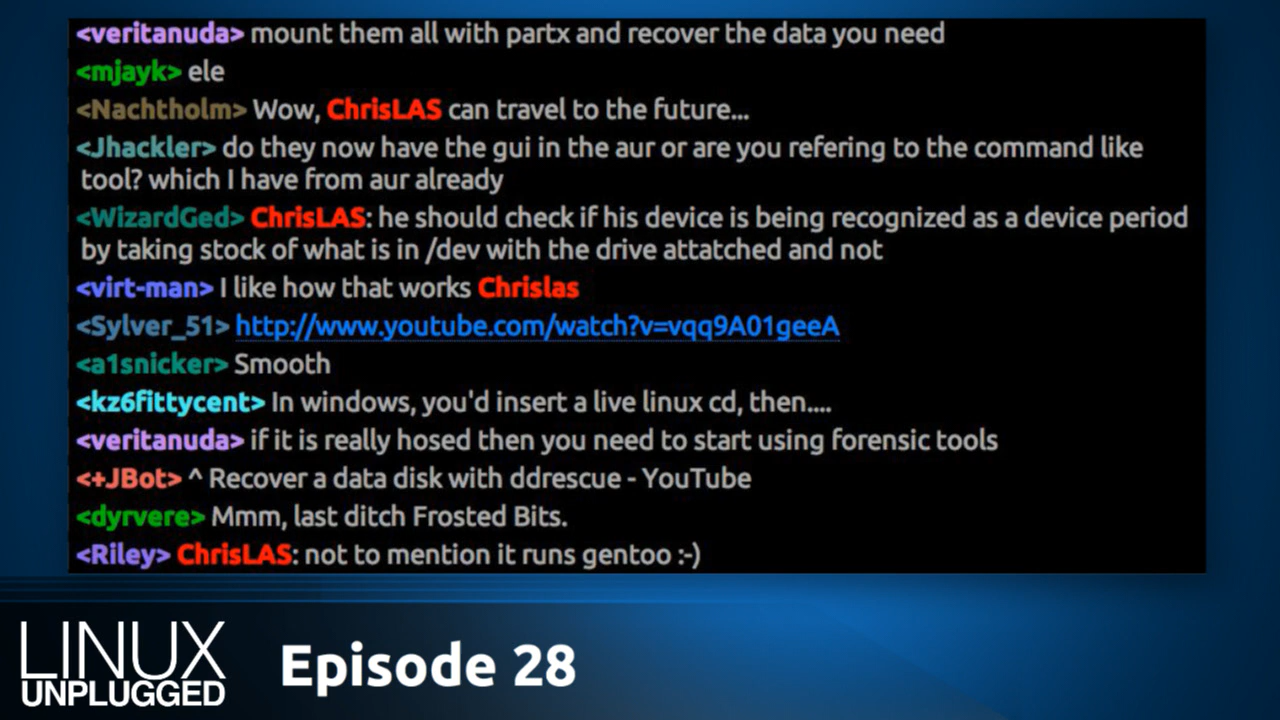 <veritanuda> mount them all with partx and recover the data you need
<mjayk> ele
<Nachtholm> Wow, ChrisLAS can travel to the future...
<Jhackler> do they now have the gui in the aur or are you refering to the command like
tool? which I have from aur already
<WizardGed> ChrisLAS: he should check if his device is being recognized as a device period
by taking stock of what is in /dev with the drive attatched and not
<virt-man> I like how that works Chrislas
<Sylver_51> http://www.youtube.com/watch?v=vqq9A01geeA
<a1snicker> Smooth
<kz6fittycent> In windows, you'd insert a live linux cd, then....
<veritanuda> if it is really hosed then you need to start using forensic tools
<+JBot> ^ Recover a data disk with ddrescue - YouTube
<dyrvere> Mmm, last ditch Frosted Bits.
<Riley> ChrisLAS: not to mention it runs gentoo :-)
LINUX
UNPLUGGED
Episode 28